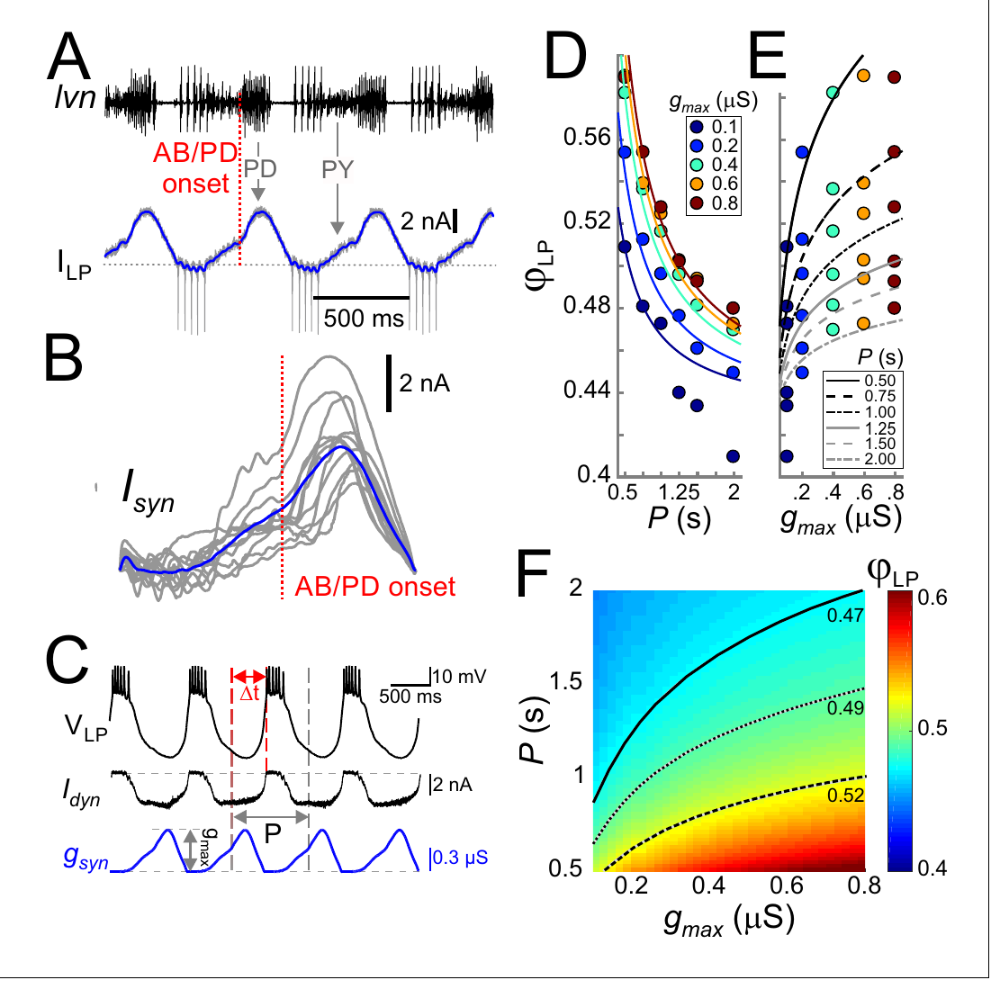 A
lvn
AB/PD
onset
PD
PY
2 nA
I_LP
500 ms
B
2 nA
I_syn
AB/PD onset
C
10 mV
500 ms
Δt
V_LP
I_dyn
2 nA
P
g_max
g_syn
0.3 µS
D
g_max (µS)
0.1
0.2
0.4
0.6
0.8
φ_LP
0.56
0.52
0.48
0.44
0.4
0.5 1.25 2
P (s)
E
P (s)
0.50
0.75
1.00
1.25
1.50
2.00
.2 .4 .6 .8
g_max (µS)
F
φ_LP
2
1.5
1
0.5
P (s)
0.47
0.49
0.52
0.6
0.5
0.4
0.2 0.4 0.6 0.8
g_max (µS)